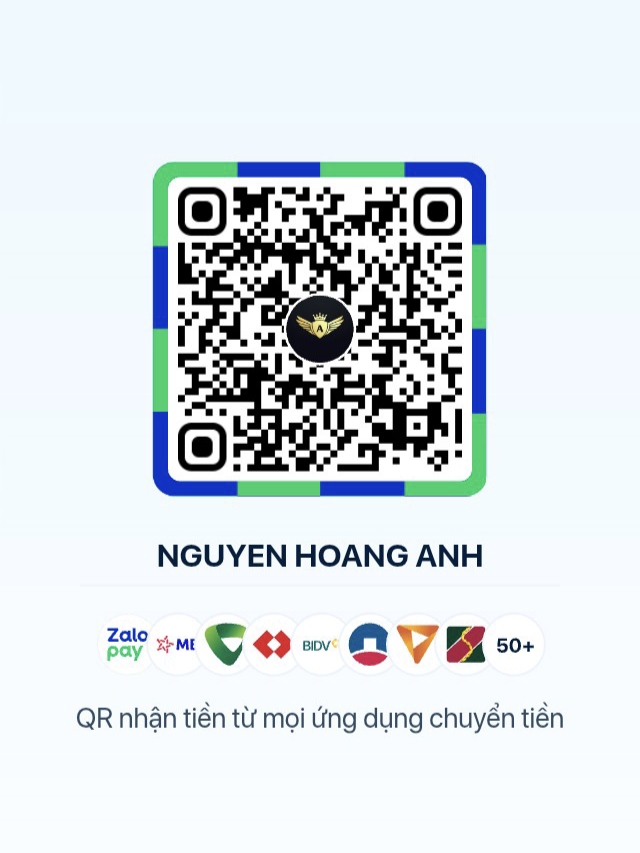 A
NGUYEN HOANG ANH
Zalo pay MB BIDV 50+
QR nhận tiền từ mọi ứng dụng chuyển tiền